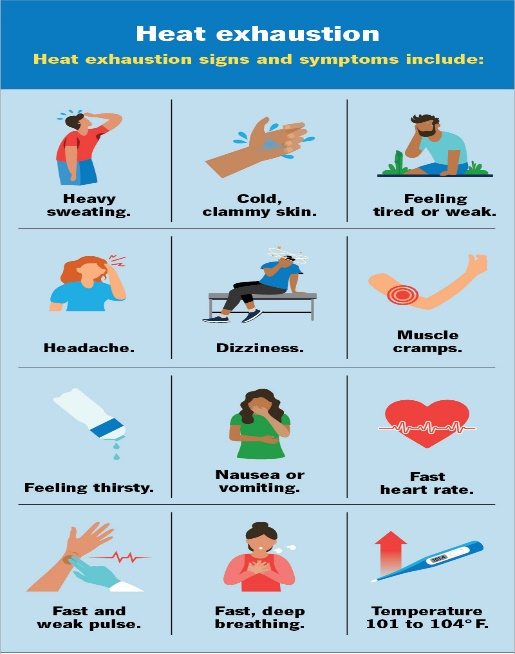 Heat exhaustion
Heat exhaustion signs and symptoms include:
Heavy
sweating.
Cold,
clammy skin.
Feeling
tired or weak.
Headache.
Dizziness.
Muscle
cramps.
Feeling thirsty.
Nausea or
vomiting.
Fast
heart rate.
Fast and
weak pulse.
Fast, deep
breathing.
Temperature
101 to 104° F.